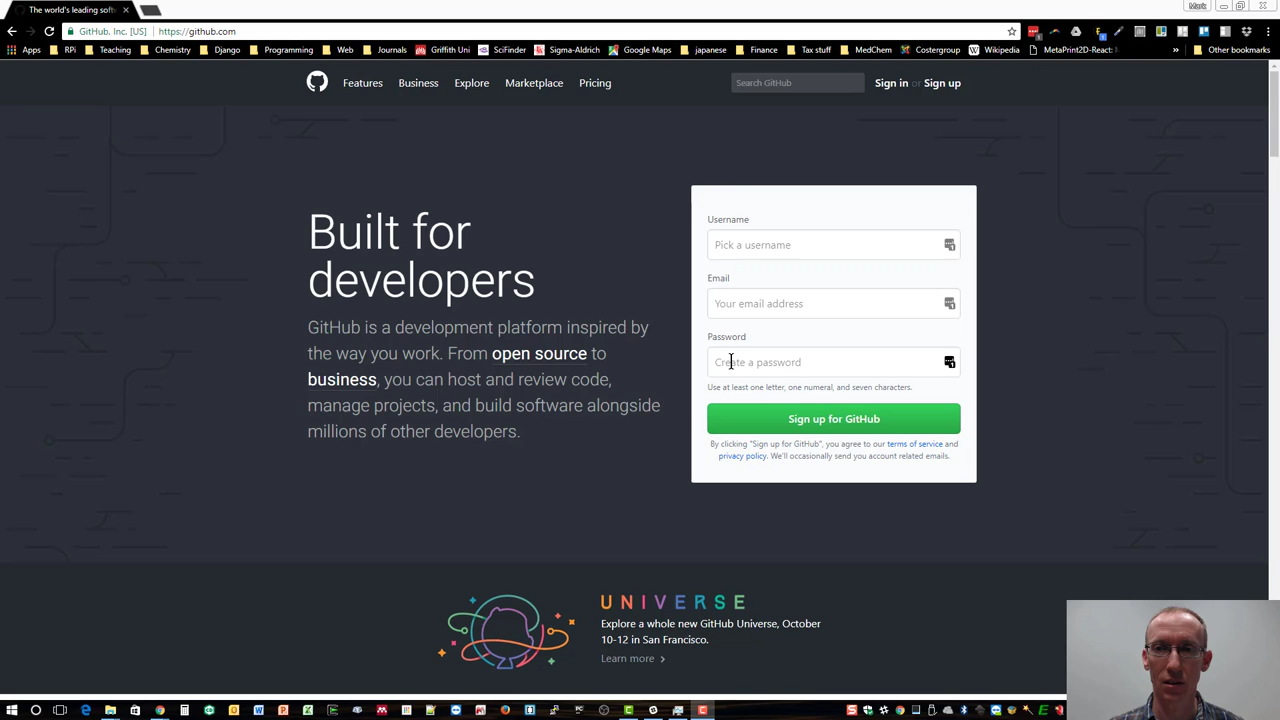 The world's leading soft
Mark
GitHub, Inc. [US]
https://github.com
Apps
RPi
Teaching
Chemistry
Django
Programming
Web
Journals
Griffith Uni
SciFinder
Sigma-Aldrich
Google Maps
japanese
Finance
Tax stuff
MedChem
Costergroup
Wikipedia
MetaPrint2D-React:
»
Other bookmarks
Features
Business
Explore
Marketplace
Pricing
Search GitHub
Sign in or Sign up
Built for
developers
GitHub is a development platform inspired by
the way you work. From open source to
business, you can host and review code,
manage projects, and build software alongside
millions of other developers.
Username
Pick a username
Email
Your email address
Password
Create a password
Use at least one letter, one numeral, and seven characters.
Sign up for GitHub
By clicking "Sign up for GitHub", you agree to our terms of service and
privacy policy. We'll occasionally send you account related emails.
UNIVERSE
Explore a whole new GitHub Universe, October
10-12 in San Francisco.
Learn more